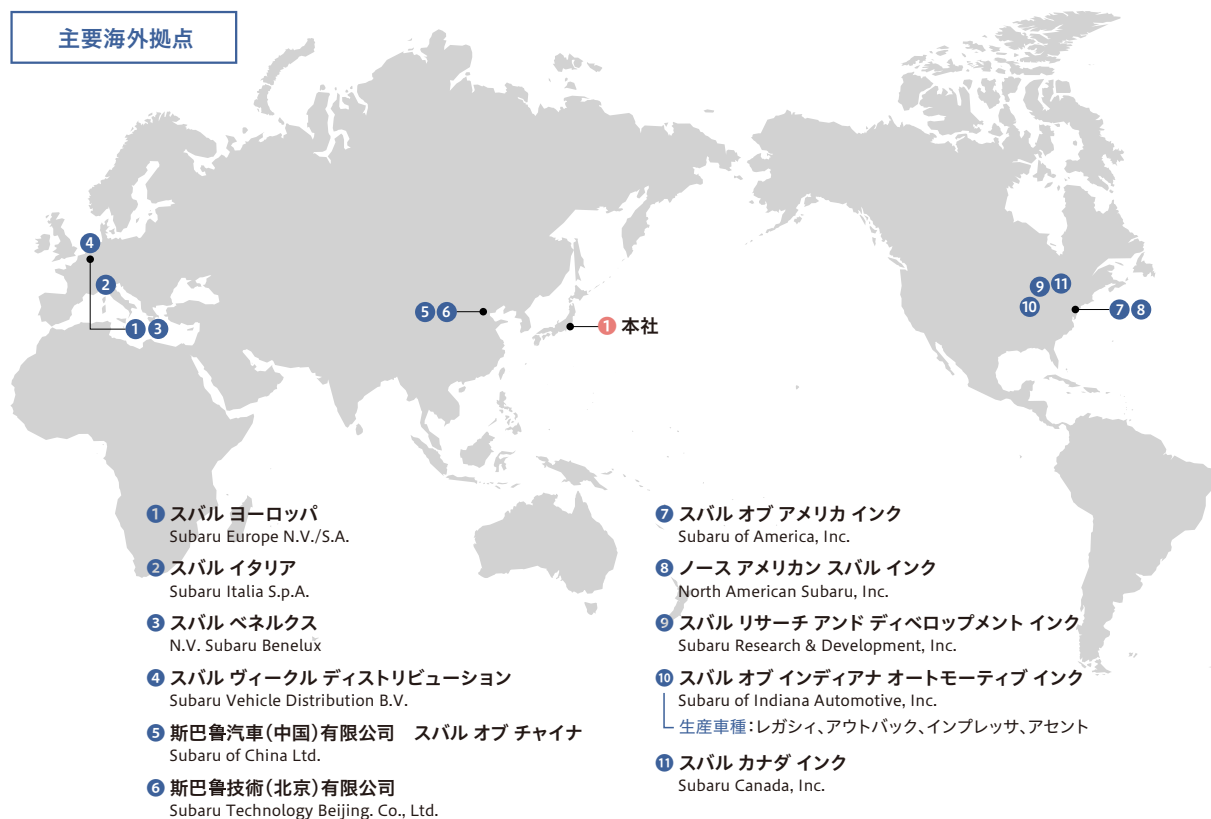 主要海外拠点
4
2
1 3
5 6
1 本社
9 11
10
7 8
1 スバル ヨーロッパ
Subaru Europe N.V./S.A.
2 スバル イタリア
Subaru Italia S.p.A.
3 スバル ベネルクス
N.V. Subaru Benelux
4 スバル ヴィークル ディストリビューション
Subaru Vehicle Distribution B.V.
5 斯巴鲁汽車(中国)有限公司 スバル オブ チャイナ
Subaru of China Ltd.
6 斯巴鲁技術(北京)有限公司
Subaru Technology Beijing. Co., Ltd.
7 スバル オブ アメリカ インク
Subaru of America, Inc.
8 ノース アメリカン スバル インク
North American Subaru, Inc.
9 スバル リサーチ アンド ディベロップメント インク
Subaru Research & Development, Inc.
10 スバル オブ インディアナ オートモーティブ インク
Subaru of Indiana Automotive, Inc.
生産車種:レガシィ、アウトバック、インプレッサ、アセント
11 スバル カナダ インク
Subaru Canada, Inc.